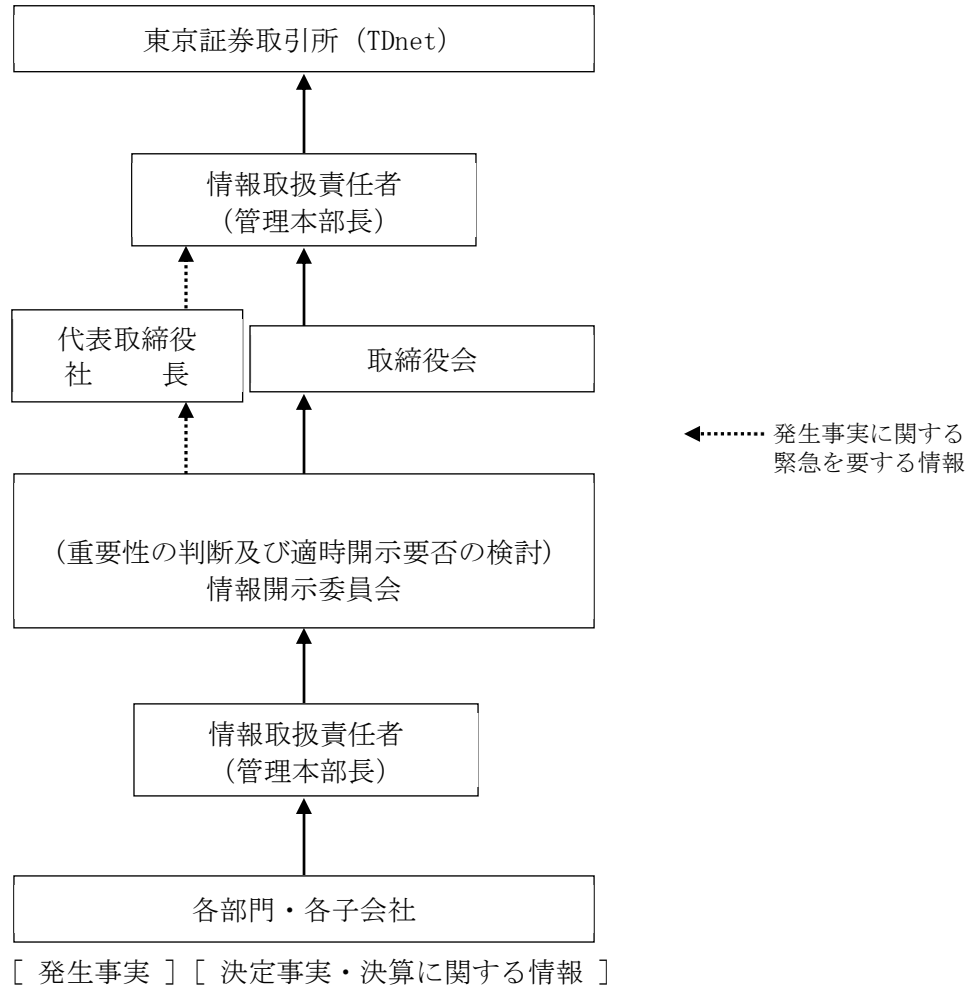 東京証券取引所 (TDnet)
情報取扱責任者
(管理本部長)
代表取締役
社　　長
取締役会
発生事実に関する
緊急を要する情報
(重要性の判断及び適時開示要否の検討)
情報開示委員会
情報取扱責任者
(管理本部長)
各部門・各子会社
[ 発生事実 ] [ 決定事実・決算に関する情報 ]